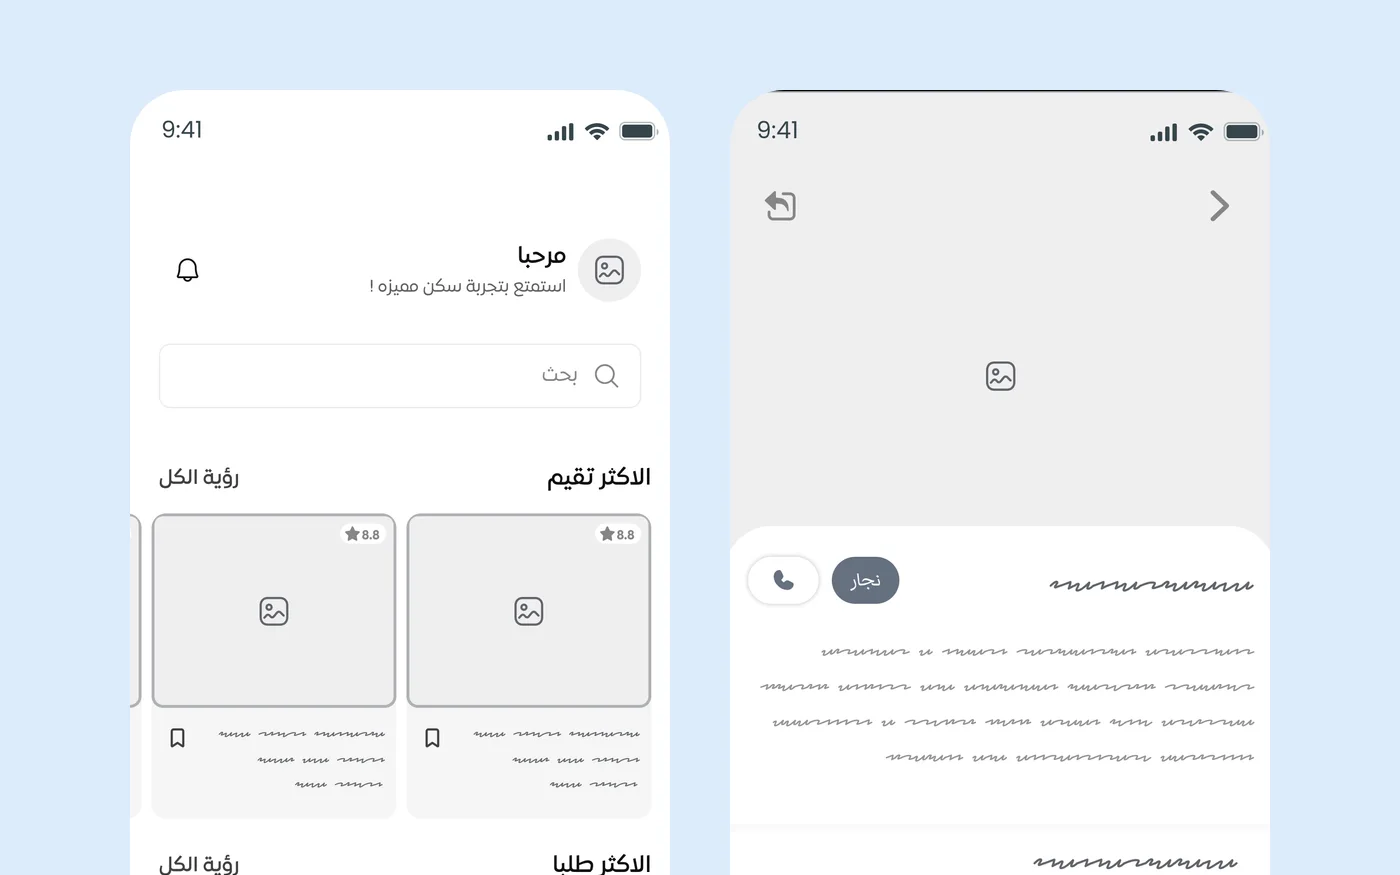 9:41
مرحبا
استمتع بتجربة سكن مميزه !
بحث
الاكثر تقيم
رؤية الكل
8.8
8.8
الاكثر طلبا
رؤية الكل
9:41
نجار